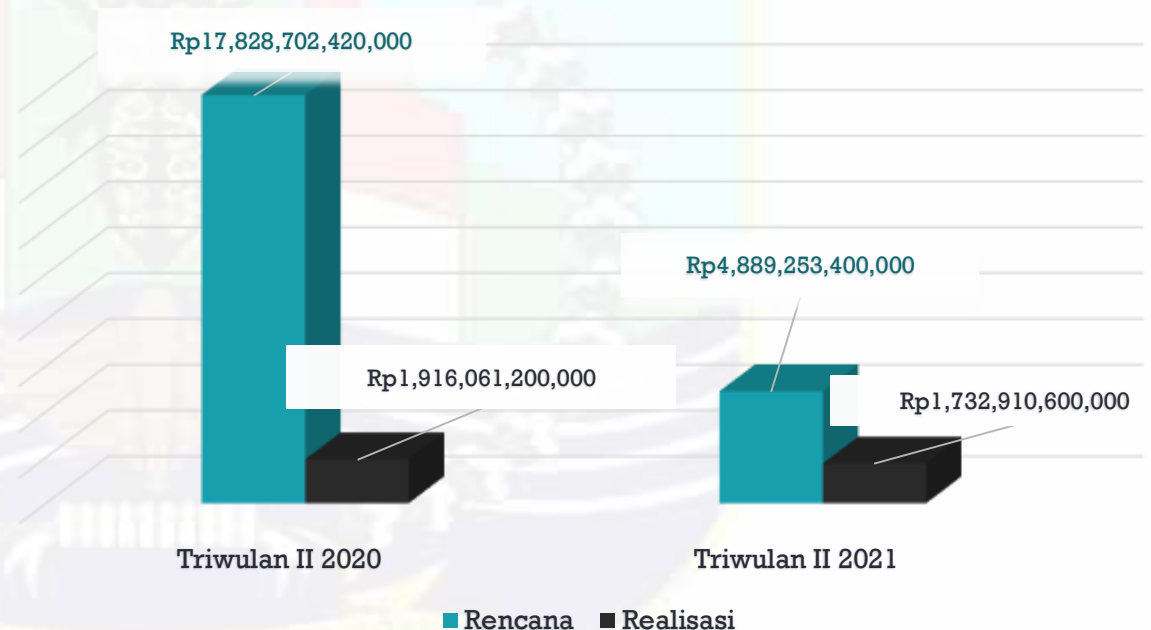 Rp17,828,702,420,000
Rp4,889,253,400,000
Rp1,916,061,200,000
Rp1,732,910,600,000
Triwulan II 2020
Triwulan II 2021
Rencana
Realisasi